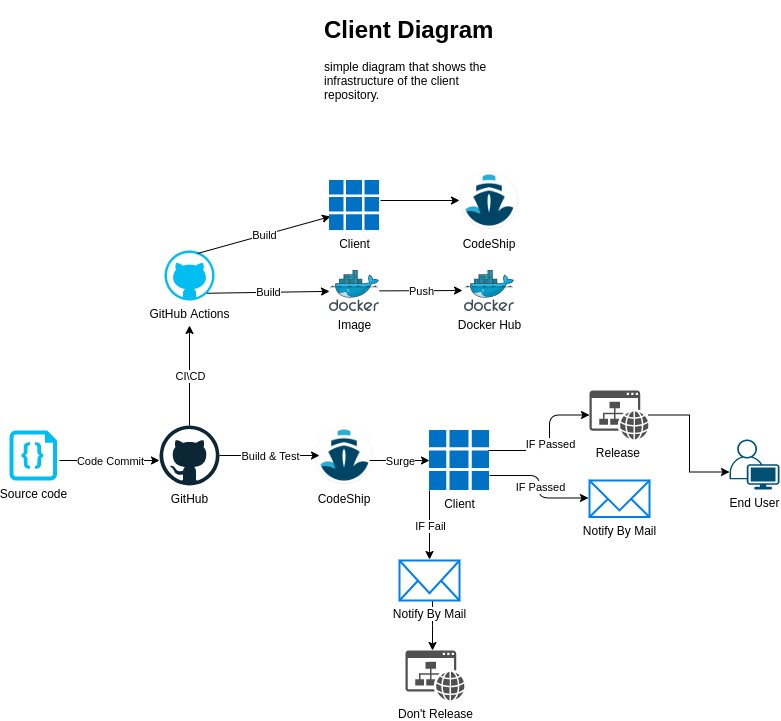 Client Diagram
simple diagram that shows the
infrastructure of the client
repository.
Build
Client
CodeShip
GitHub Actions
Build
docker
Image
Push
docker
Docker Hub
CI\CD
Source code
Code Commit
GitHub
Build & Test
CodeShip
Surge
Client
IF Passed
Release
IF Passed
Notify By Mail
End User
IF Fail
Notify By Mail
Don't Release